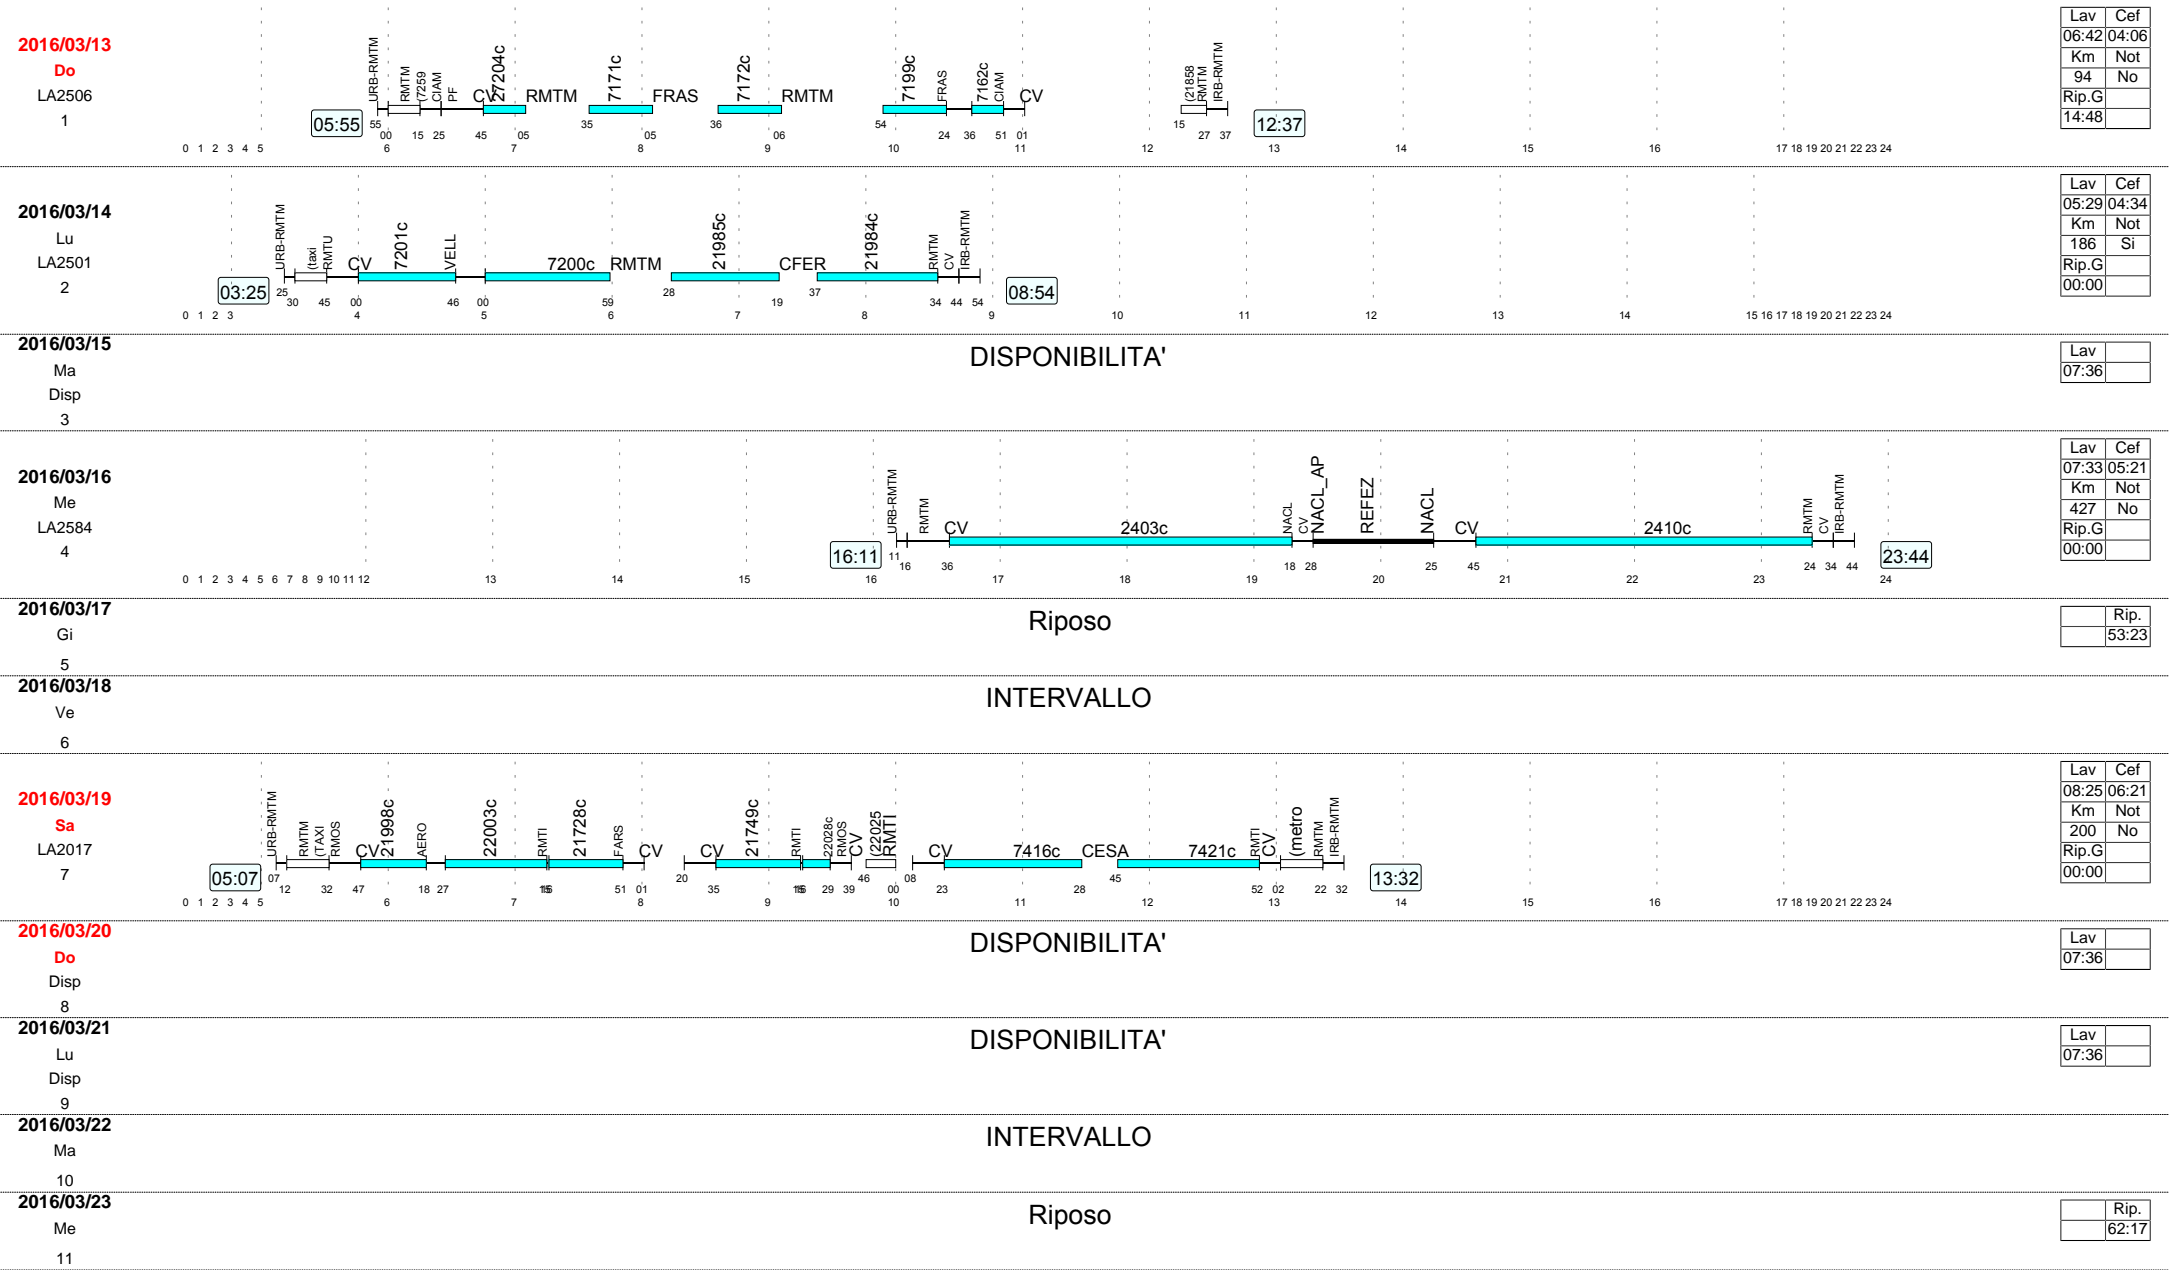 2016/03/13
Do
LA2506
1
05:55
URB-RMTM RMTM (7259 CIAM PF CV 27204c RMTM 7171c FRAS 7172c RMTM 7199c FRAS 7162c CIAM CV (21858 RMTM IRB-RMTM
55 00 15 25 45 05 35 05 36 06 54 24 36 51 01 15 27 37
12:37
0 1 2 3 4 5 6 7 8 9 10 11 12 13 14 15 16 17 18 19 20 21 22 23 24
Lav Cef
06:42 04:06
Km Not
94 No
Rip.G
14:48
2016/03/14
Lu
LA2501
2
03:25
URB-RMTM (taxi RMTU CV 7201c VELL 7200c RMTM 21985c CFER 21984c RMTM CV IRB-RMTM
25 30 45 00 46 00 59 28 19 37 34 44 54
08:54
0 1 2 3 4 5 6 7 8 9 10 11 12 13 14 15 16 17 18 19 20 21 22 23 24
Lav Cef
05:29 04:34
Km Not
186 Si
Rip.G
00:00
2016/03/15
Ma
Disp
3
DISPONIBILITA'
Lav
07:36
2016/03/16
Me
LA2584
4
16:11
URB-RMTM RMTM CV 2403c NACL CV NACL_AP REFEZ NACL CV 2410c RMTM CV IRB-RMTM
11 16 36 18 28 25 45 24 34 44
23:44
0 1 2 3 4 5 6 7 8 9 10 11 12 13 14 15 16 17 18 19 20 21 22 23 24
Lav Cef
07:33 05:21
Km Not
427 No
Rip.G
00:00
2016/03/17
Gi
5
Riposo
Rip.
53:23
2016/03/18
Ve
6
INTERVALLO
2016/03/19
Sa
LA2017
7
05:07
URB-RMTM RMTM (TAXI RMOS CV 21998c AERO 22003c RMTI 21728c FARS CV CV 21749c RMTI 22028c RMOS CV (22025 RMTI CV 7416c CESA 7421c RMTI CV (metro RMTM IRB-RMTM
07 12 32 47 18 27 15 16 51 01 20 35 15 16 29 39 46 00 08 23 28 45 52 02 22 32
13:32
0 1 2 3 4 5 6 7 8 9 10 11 12 13 14 15 16 17 18 19 20 21 22 23 24
Lav Cef
08:25 06:21
Km Not
200 No
Rip.G
00:00
2016/03/20
Do
Disp
8
DISPONIBILITA'
Lav
07:36
2016/03/21
Lu
Disp
9
DISPONIBILITA'
Lav
07:36
2016/03/22
Ma
10
INTERVALLO
2016/03/23
Me
11
Riposo
Rip.
62:17